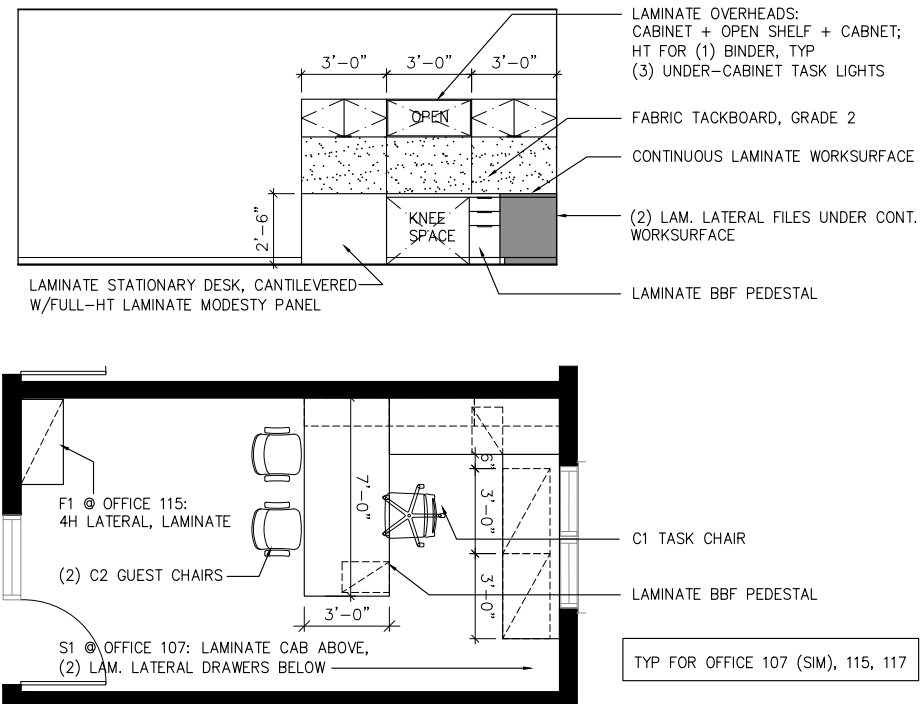 LAMINATE OVERHEADS:
CABINET + OPEN SHELF + CABNET;
HT FOR (1) BINDER, TYP
(3) UNDER-CABINET TASK LIGHTS
3'-0"
3'-0"
3'-0"
OPEN
FABRIC TACKBOARD, GRADE 2
CONTINUOUS LAMINATE WORKSURFACE
2'-6"
KNEE
SPACE
(2) LAM. LATERAL FILES UNDER CONT.
WORKSURFACE
LAMINATE STATIONARY DESK, CANTILEVERED
W/FULL-HT LAMINATE MODESTY PANEL
LAMINATE BBF PEDESTAL
6"
7'-0"
3'-0"
F1 @ OFFICE 115:
4H LATERAL, LAMINATE
C1 TASK CHAIR
(2) C2 GUEST CHAIRS
3'-0"
LAMINATE BBF PEDESTAL
3'-0"
S1 @ OFFICE 107: LAMINATE CAB ABOVE,
(2) LAM. LATERAL DRAWERS BELOW
TYP FOR OFFICE 107 (SIM), 115, 117